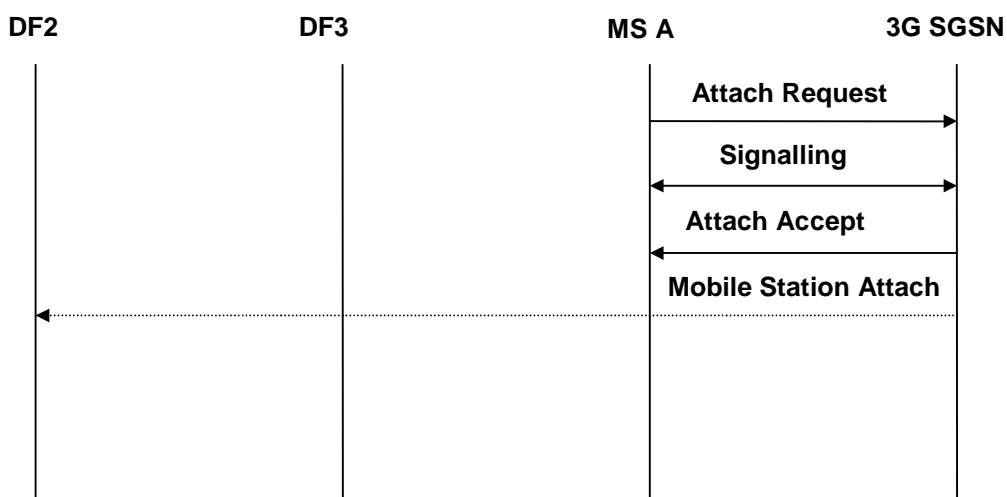 DF2 DF3 MS A 3G SGSN
Attach Request
Signalling
Attach Accept
Mobile Station Attach